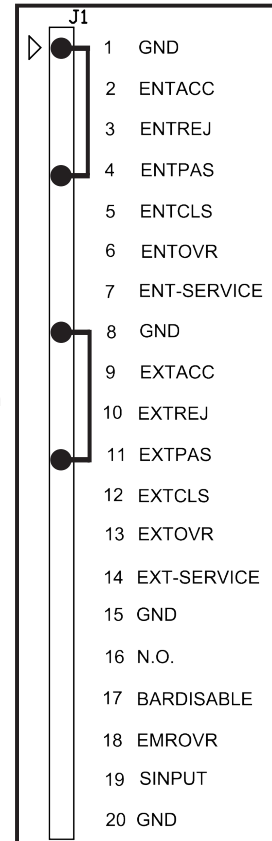 J1
1 GND
2 ENTACC
3 ENTREJ
4 ENTPAS
5 ENTCLS
6 ENTOVR
7 ENT-SERVICE
8 GND
9 EXTACC
10 EXTREJ
11 EXTPAS
12 EXTCLS
13 EXTOVR
14 EXT-SERVICE
15 GND
16 N.O.
17 BARDISABLE
18 EMROVR
19 SINPUT
20 GND